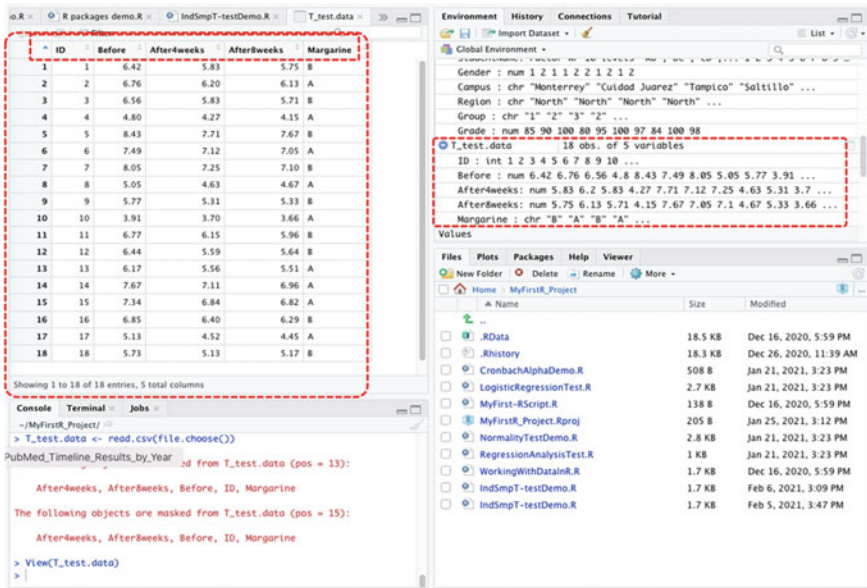 o.R × R packages demo.R × IndSmpT-testDemo.R × T_test.data ×
ID Before After4weeks After8weeks Margarine
1 1 6.42 5.83 5.75 B
2 2 6.76 6.20 6.13 A
3 3 6.56 5.83 5.71 B
4 4 4.80 4.27 4.15 A
5 5 8.43 7.71 7.67 B
6 6 7.49 7.12 7.05 A
7 7 8.05 7.25 7.10 B
8 8 5.05 4.63 4.67 A
9 9 5.77 5.31 5.33 B
10 10 3.91 3.70 3.66 A
11 11 6.77 6.15 5.96 B
12 12 6.44 5.59 5.64 B
13 13 6.17 5.56 5.51 A
14 14 7.67 7.11 6.96 A
15 15 7.34 6.84 6.82 A
16 16 6.85 6.40 6.29 B
17 17 5.13 4.52 4.45 A
18 18 5.73 5.13 5.17 B
Showing 1 to 18 of 18 entries, 5 total columns
Console Terminal × Jobs ×
~/MyFirstR_Project/
> T_test.data <- read.csv(file.choose())
PubMed_Timeline_Results_by_Year
ed from T_test.data (pos = 13):
After4weeks, After8weeks, Before, ID, Margarine
The following objects are masked from T_test.data (pos = 15):
After4weeks, After8weeks, Before, ID, Margarine
> View(T_test.data)
>
Environment History Connections Tutorial
Import Dataset List
Global Environment
Gender : num 1 2 1 1 2 2 1 2 1 2
Campus : chr "Monterrey" "Cuidad Juarez" "Tampico" "Saltillo" ...
Region : chr "North" "North" "North" "North" ...
Group : chr "1" "2" "3" "2" ...
Grade : num 85 90 100 80 95 100 97 84 100 98
T_test.data 18 obs. of 5 variables
ID : int 1 2 3 4 5 6 7 8 9 10 ...
Before : num 6.42 6.76 6.56 4.8 8.43 7.49 8.05 5.05 5.77 3.91 ...
After4weeks: num 5.83 6.2 5.83 4.27 7.71 7.12 7.25 4.63 5.31 3.7 ...
After8weeks: num 5.75 6.13 5.71 4.15 7.67 7.05 7.1 4.67 5.33 3.66 ...
Margarine : chr "B" "A" "B" "A" ...
Values
Files Plots Packages Help Viewer
New Folder Delete Rename More
Home MyFirstR_Project
Name Size Modified
..
.RData 18.5 KB Dec 16, 2020, 5:59 PM
.Rhistory 18.3 KB Dec 26, 2020, 11:39 AM
CronbachAlphaDemo.R 508 B Jan 21, 2021, 3:23 PM
LogisticRegressionTest.R 2.7 KB Jan 21, 2021, 3:23 PM
MyFirst-RScript.R 138 B Dec 16, 2020, 5:59 PM
MyFirstR_Project.Rproj 205 B Jan 25, 2021, 3:12 PM
NormalityTestDemo.R 2.8 KB Jan 21, 2021, 3:23 PM
RegressionAnalysisTest.R 1 KB Jan 21, 2021, 3:23 PM
WorkingWithDataInR.R 1.7 KB Dec 16, 2020, 5:59 PM
IndSmpT-testDemo.R 1.7 KB Feb 6, 2021, 3:09 PM
IndSmpT-testDemo.R 1.7 KB Feb 5, 2021, 3:47 PM